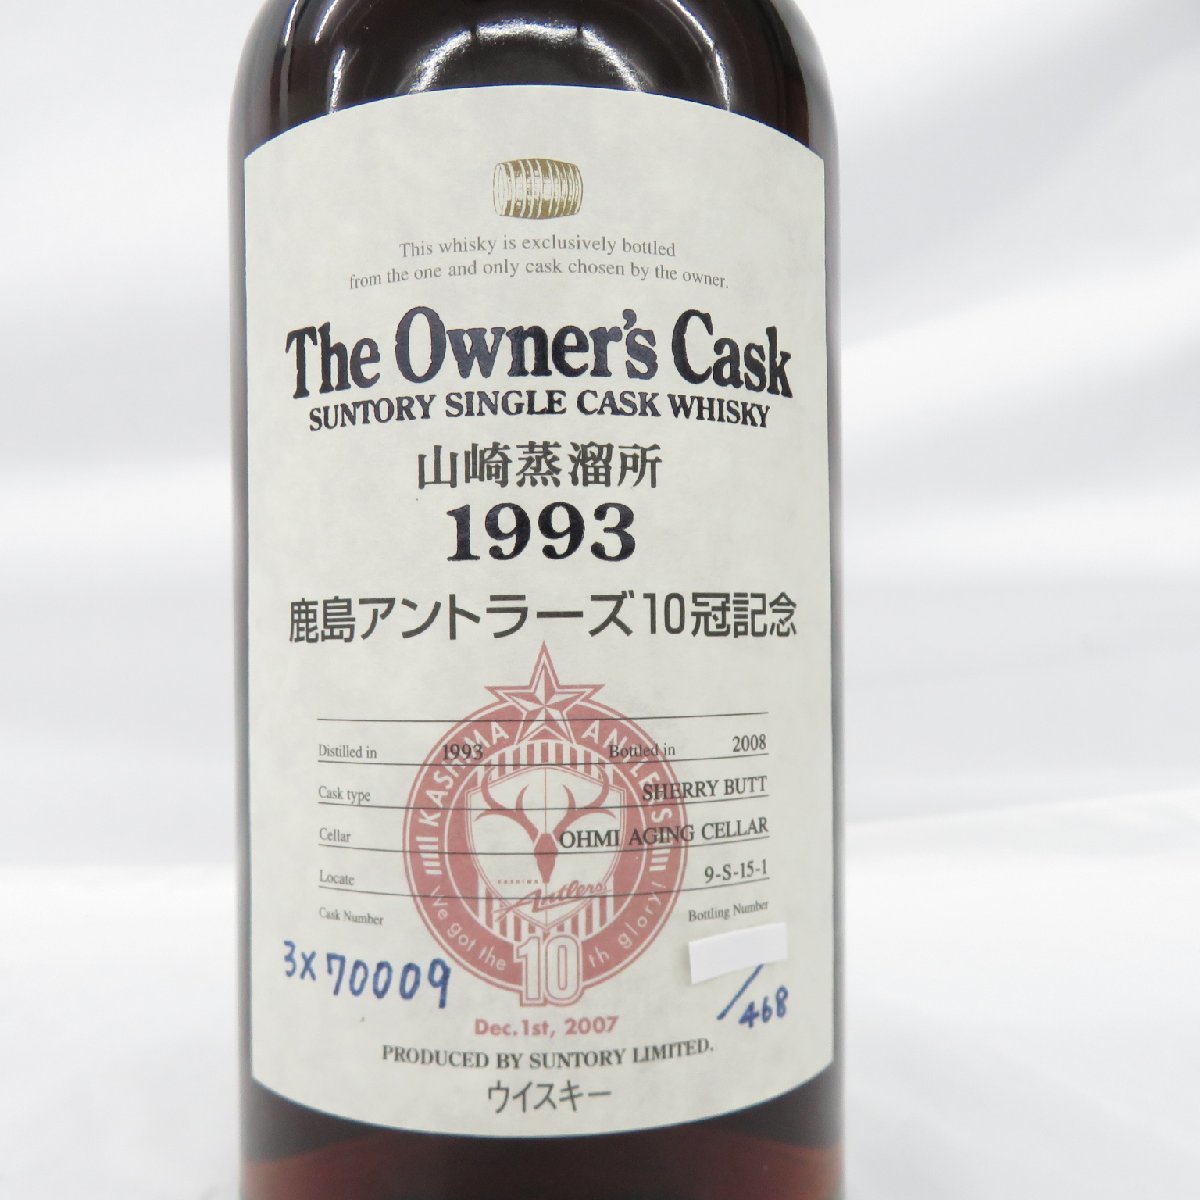 This whisky is exclusively bottled
from the one and only cask chosen by the owner.
The Owner's Cask
SUNTORY SINGLE CASK WHISKY
山崎蒸溜所
1993
鹿島アントラーズ10冠記念
KASHIMA ANTLERS
Distilled in 1993 Bottled in 2008
Cask type SHERRY BUTT
Cellar OHMI AGING CELLAR
Locate 9-S-15-1
Cask Number Bottling Number
3x70009 /468
KASHIMA
Antlers
We got the 10th glory!
Dec.1st, 2007
PRODUCED BY SUNTORY LIMITED.
ウイスキー